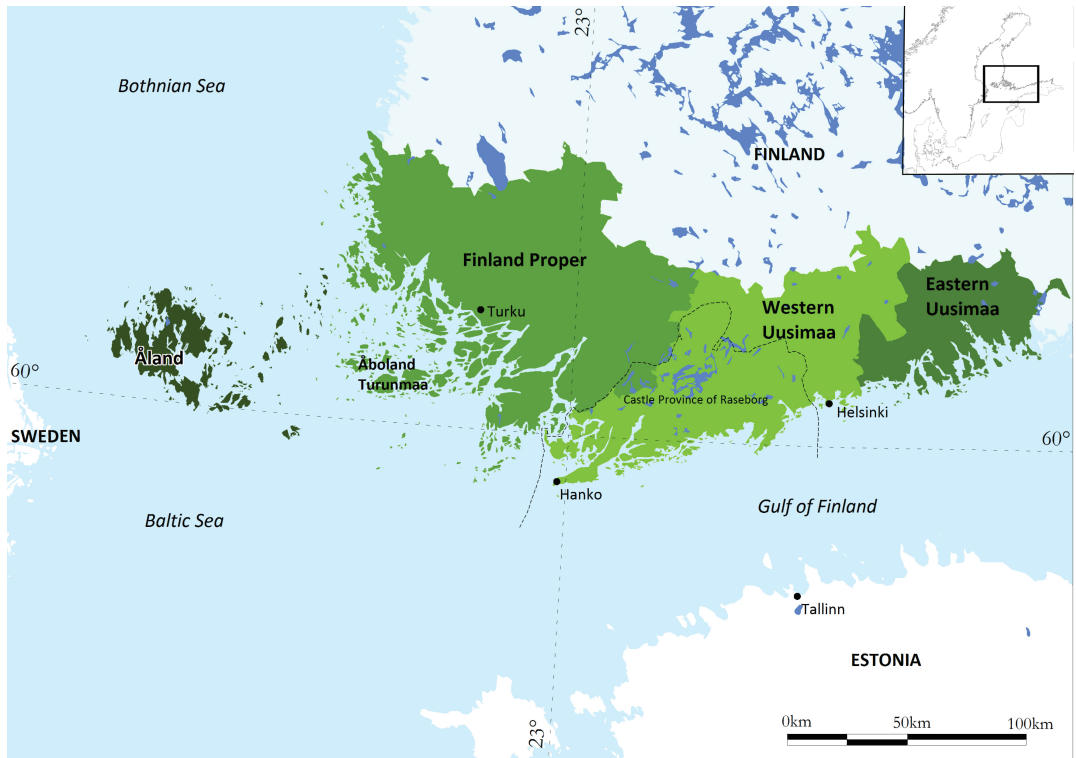 23°
Bothnian Sea
FINLAND
Finland Proper
Eastern
Uusimaa
Western
Uusimaa
Turku
Åland
Åboland
Turunmaa
60°
Castle Province of Raseborg
Helsinki
SWEDEN
60°
Hanko
Gulf of Finland
Baltic Sea
Tallinn
ESTONIA
23°
0km
50km
100km